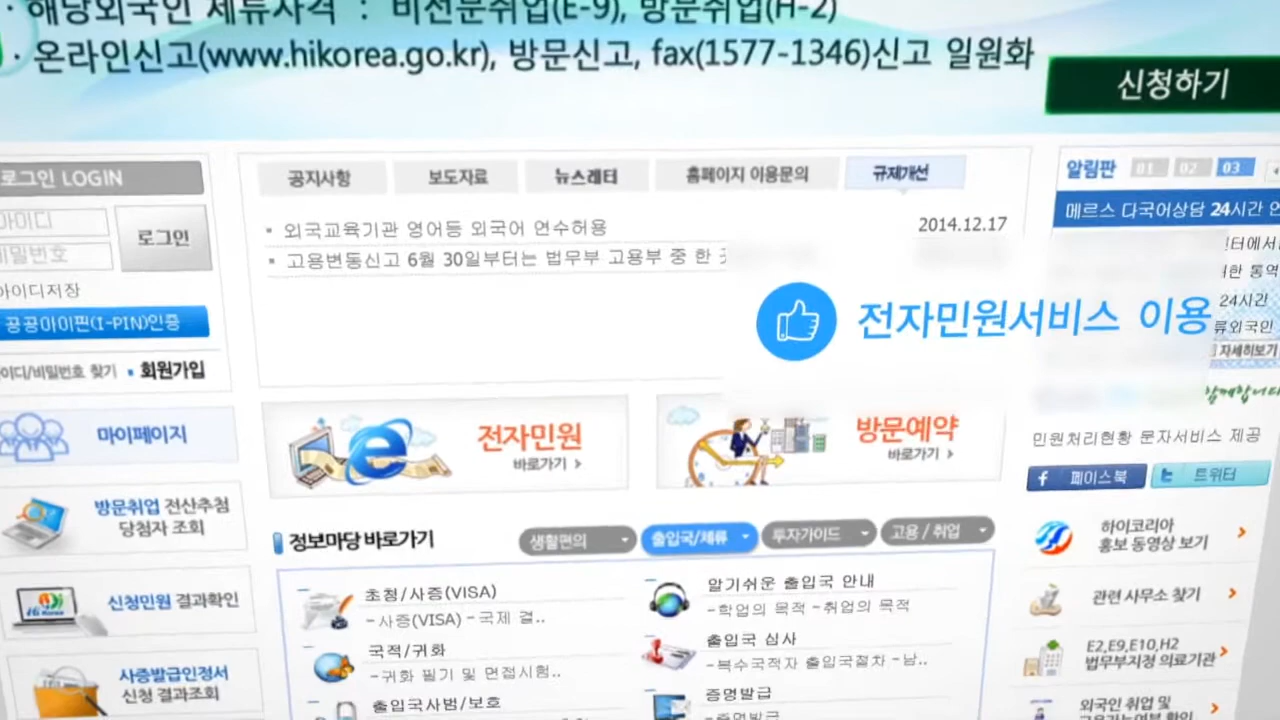 · 해당외국인 체류자격 : 비전문취업(E-9), 방문취업(H-2)
· 온라인신고(www.hikorea.go.kr), 방문신고, fax(1577-1346)신고 일원화
신청하기
로그인 LOGIN
아이디
비밀번호
로그인
아이디저장
공공아이핀(I-PIN)인증
아이디/비밀번호 찾기 • 회원가입
공지사항 보도자료 뉴스레터 홈페이지 이용문의 규제개선
• 외국교육기관 영어등 외국어 연수허용 2014.12.17
• 고용변동신고 6월 30일부터는 법무부 고용부 중 한
알림판 01 02 03
메르스 다국어상담 24시간
24시간
자세히보기
전자민원서비스 이용
함께합니다
마이페이지
전자민원
바로가기 >
방문예약
바로가기 >
민원처리현황 문자서비스 제공
페이스북 트위터
방문취업 전산추첨
당첨자 조회
신청민원 결과확인
사증발급인정서
신청 결과조회
정보마당 바로가기
생활편의 출입국/체류 투자가이드 고용 / 취업
초청/사증(VISA)
-사증(VISA) -국제 결..
국적/귀화
-귀화 필기 및 면접시험..
출입국사범/보호
알기쉬운 출입국 안내
-학업의 목적 -취업의 목적
출입국 심사
-복수국적자 출입국절차 -남..
증명발급
-증명발급
하이코리아
홍보 동영상 보기
관련 사무소 찾기
E2,E9,E10,H2
법무부지정 의료기관
외국인 취업 및